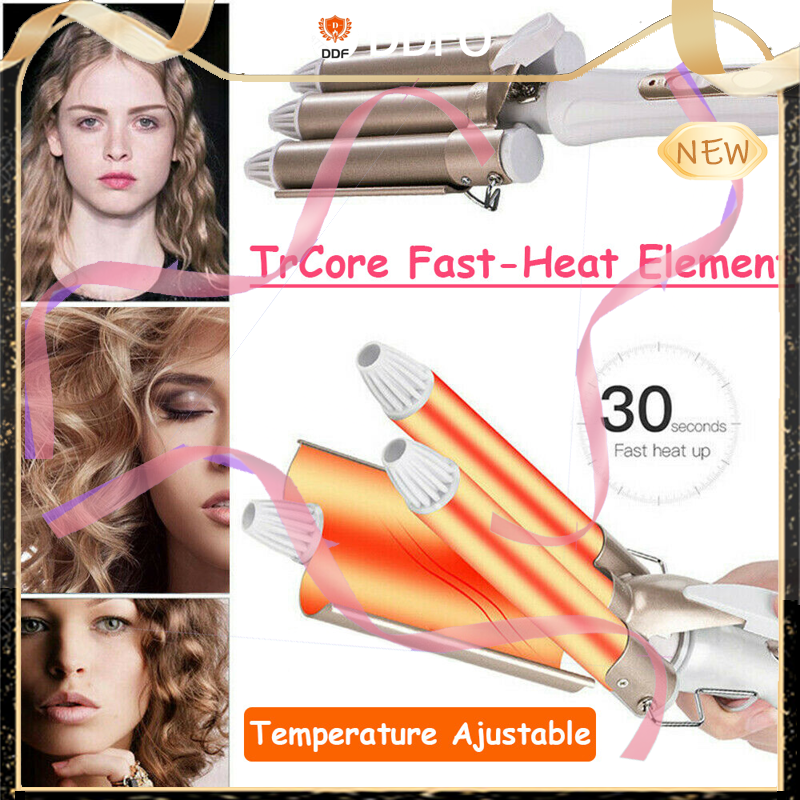 DDF
NEW
TrCore Fast-Heat Elemen
30 seconds
Fast heat up
Temperature Ajustable